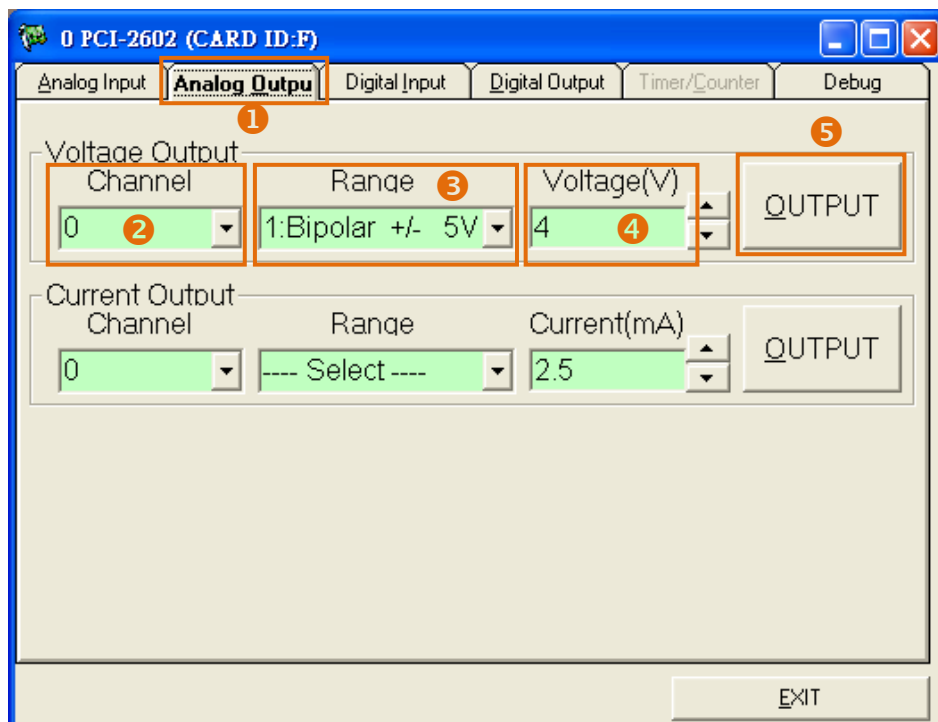 0 PCI-2602 (CARD ID:F)
Analog Input Analog Outpu Digital Input Digital Output Timer/Counter Debug
1
5
Voltage Output
Channel Range 3 Voltage(V)
0 2 1:Bipolar +/- 5V 4 4 OUTPUT
Current Output
Channel Range Current(mA)
0 ---- Select ---- 2.5 OUTPUT
EXIT